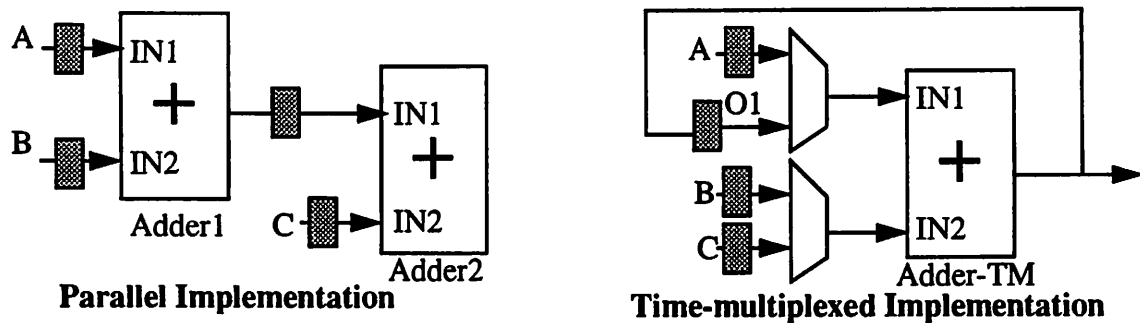 A
IN1
+
B
IN2
Adder1
IN1
+
C
IN2
Adder2
Parallel Implementation
A
O1
IN1
+
B
C
IN2
Adder-TM
Time-multiplexed Implementation